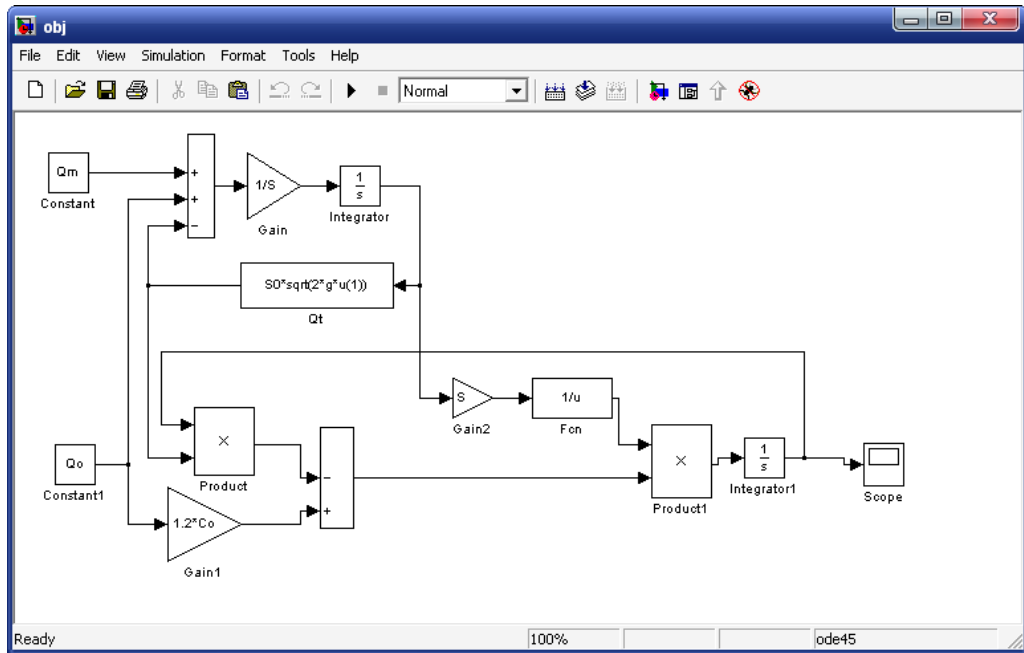 obj
File Edit View Simulation Format Tools Help
Normal
Qm
Constant
+
+
−
1/S
Gain
1
s
Integrator
S0*sqrt(2*g*u(1))
Qt
S
Gain2
1/u
Fcn
Qo
Constant1
×
Product
−
+
1.2*Co
Gain1
×
Product1
1
s
Integrator1
Scope
Ready 100% ode45